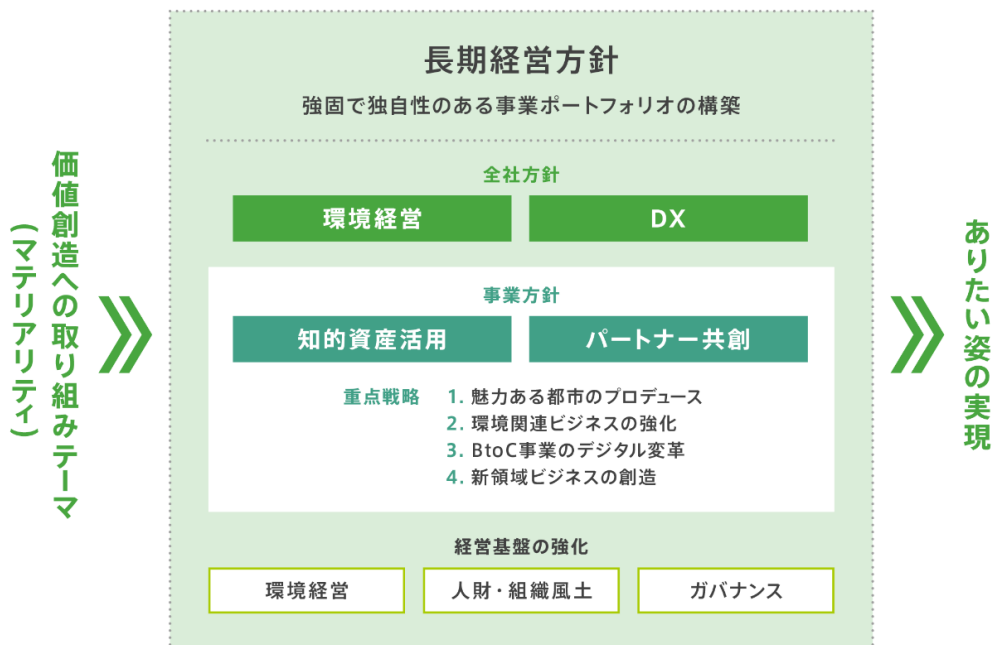 価値創造への取り組みテーマ
(マテリアリティ)
長期経営方針
強固で独自性のある事業ポートフォリオの構築
全社方針
環境経営
DX
事業方針
知的資産活用
パートナー共創
重点戦略
1. 魅力ある都市のプロデュース
2. 環境関連ビジネスの強化
3. BtoC事業のデジタル変革
4. 新領域ビジネスの創造
経営基盤の強化
環境経営
人財・組織風土
ガバナンス
ありたい姿の実現